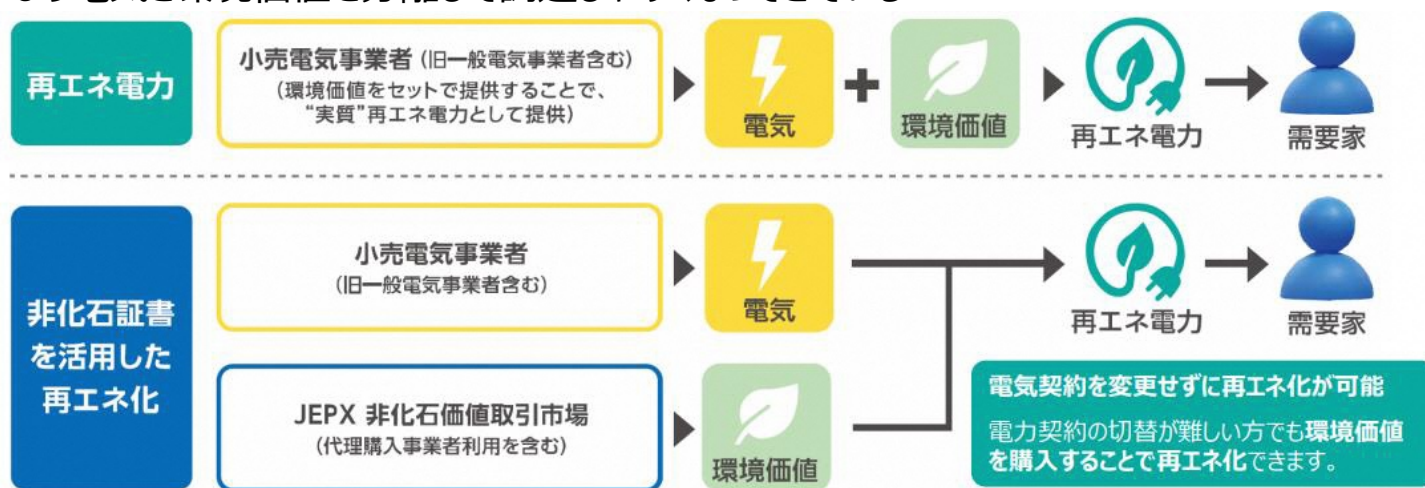 再エネ電力
小売電気事業者（旧一般電気事業者含む）
（環境価値をセットで提供することで、
“実質”再エネ電力として提供）
電気
環境価値
再エネ電力
需要家
非化石証書
を活用した
再エネ化
小売電気事業者
（旧一般電気事業者含む）
電気
JEPX 非化石価値取引市場
（代理購入事業者利用を含む）
環境価値
再エネ電力
需要家
電気契約を変更せずに再エネ化が可能
電力契約の切替が難しい方でも環境価値
を購入することで再エネ化できます。